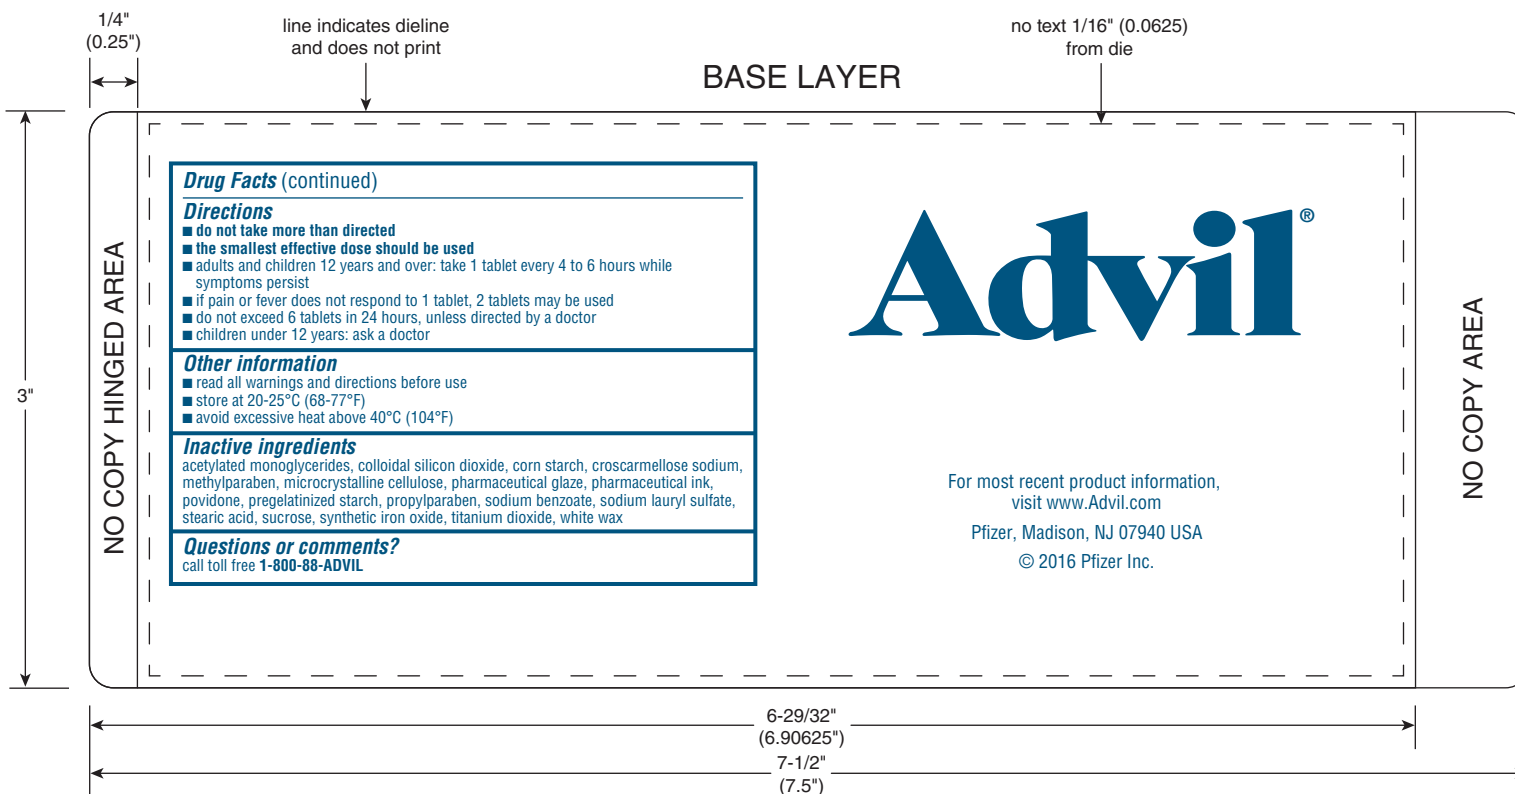 1/4"
(0.25")
line indicates dieline
and does not print
no text 1/16" (0.0625)
from die
BASE LAYER
3"
NO COPY HINGED AREA
Drug Facts (continued)
Directions
■ do not take more than directed
■ the smallest effective dose should be used
■ adults and children 12 years and over: take 1 tablet every 4 to 6 hours while
symptoms persist
■ if pain or fever does not respond to 1 tablet, 2 tablets may be used
■ do not exceed 6 tablets in 24 hours, unless directed by a doctor
■ children under 12 years: ask a doctor
Other information
■ read all warnings and directions before use
■ store at 20-25°C (68-77°F)
■ avoid excessive heat above 40°C (104°F)
Inactive ingredients
acetylated monoglycerides, colloidal silicon dioxide, corn starch, croscarmellose sodium,
methylparaben, microcrystalline cellulose, pharmaceutical glaze, pharmaceutical ink,
povidone, pregelatinized starch, propylparaben, sodium benzoate, sodium lauryl sulfate,
stearic acid, sucrose, synthetic iron oxide, titanium dioxide, white wax
Questions or comments?
call toll free 1-800-88-ADVIL
Advil®
For most recent product information,
visit www.Advil.com
Pfizer, Madison, NJ 07940 USA
© 2016 Pfizer Inc.
NO COPY AREA
6-29/32"
(6.90625")
7-1/2"
(7.5")